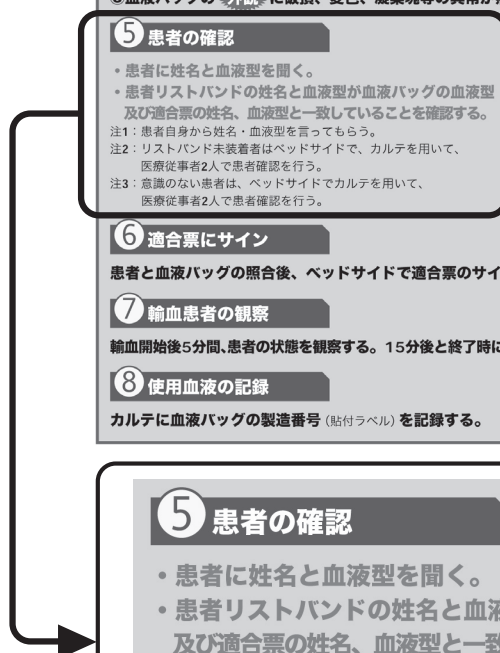 ⑤患者の確認
・患者に姓名と血液型を聞く。
・患者リストバンドの姓名と血液型が血液バッグの血液型
及び適合票の姓名、血液型と一致していることを確認する。
注1：患者自身から姓名・血液型を言ってもらう。
注2：リストバンド未装着者はベッドサイドで、カルテを用いて、
医療従事者2人で患者確認を行う。
注3：意識のない患者は、ベッドサイドでカルテを用いて、
医療従事者2人で患者確認を行う。
⑥適合票にサイン
患者と血液バッグの照合後、ベッドサイドで適合票のサイ
⑦輸血患者の観察
輸血開始後5分間、患者の状態を観察する。15分後と終了時に
⑧使用血液の記録
カルテに血液バッグの製造番号（貼付ラベル）を記録する。
⑤患者の確認
・患者に姓名と血液型を聞く。
・患者リストバンドの姓名と血液
及び適合票の姓名、血液型と一致